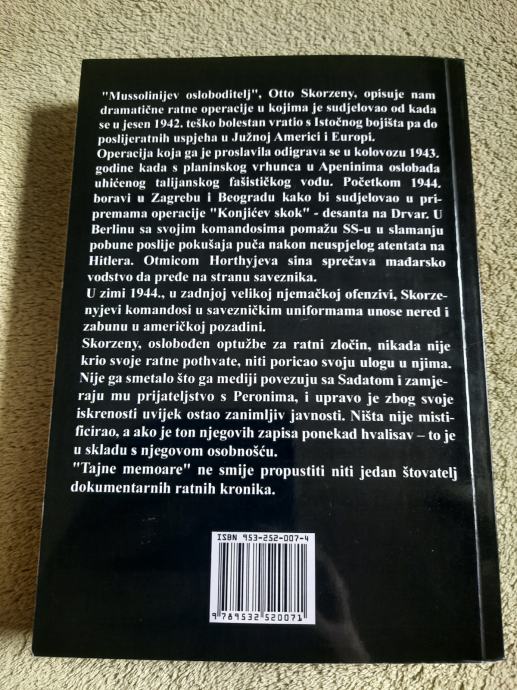 "Mussolinijev osloboditelj", Otto Skorzeny, opisuje nam
dramatične ratne operacije u kojima je sudjelovao od kada
se u jesen 1942. teško bolestan vratio s Istočnog bojišta pa do
poslijeratnih uspjeha u Južnoj Americi i Europi.
Operacija koja ga je proslavila odigrava se u kolovozu 1943.
godine kada s planinskog vrhunca u Apeninima oslobađa
uhićenog talijanskog fašističkog vođu. Početkom 1944.
boravi u Zagrebu i Beogradu kako bi sudjelovao u pri-
premama operacije "Konjićev skok" - desanta na Drvar. U
Berlinu sa svojim komandosima pomažu SS-u u slamanju
pobune poslije pokušaja puča nakon neuspjelog atentata na
Hitlera. Otmicom Horthyjeva sina sprečava mađarsko
vodstvo da pređe na stranu saveznika.
U zimi 1944., u zadnjoj velikoj njemačkoj ofenzivi, Skorze-
nyjevi komandosi u savezničkim uniformama unose nered i
zabunu u američkoj pozadini.
Skorzeny, oslobođen optužbe za ratni zločin, nikada nije
krio svoje ratne pothvate, niti poricao svoju ulogu u njima.
Nije ga smetalo što ga mediji povezuju sa Sadatom i zamje-
raju mu prijateljstvo s Peronima, i upravo je zbog svoje
iskrenosti uvijek ostao zanimljiv javnosti. Ništa nije misti-
ficirao, a ako je ton njegovih zapisa ponekad hvalisav – to je
u skladu s njegovom osobnošću.
"Tajne memoare" ne smije propustiti niti jedan štovatelj
dokumentarnih ratnih kronika.
ISBN 953-252-007-4
9 789532 520071